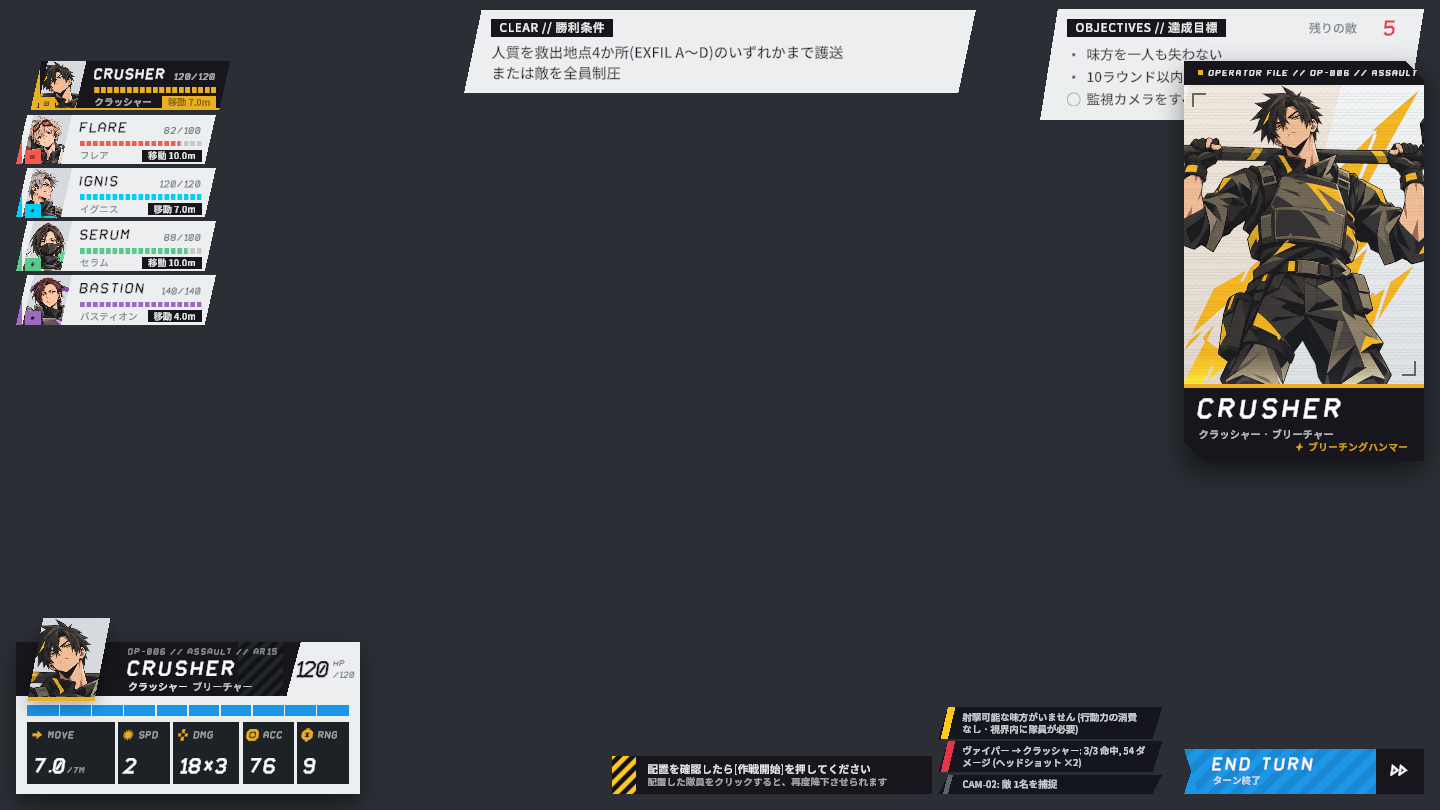 CLEAR // 勝利条件
人質を救出地点4か所(EXFIL A〜D)のいずれかまで護送
または敵を全員制圧
OBJECTIVES // 達成目標
残りの敵 5
・ 味方を一人も失わない
・ 10ラウンド以内
〇 監視カメラをす
CRUSHER 120/120
クラッシャー 移動 7.0m
FLARE 82/100
フレア 移動 10.0m
IGNIS 120/120
イグニス 移動 7.0m
SERUM 88/100
セラム 移動 10.0m
BASTION 140/140
バスティオン 移動 4.0m
OPERATOR FILE // OP-006 // ASSAULT
CRUSHER
クラッシャー・ブリーチャー
ブリーチングハンマー
OP-006 // ASSAULT // AR15
CRUSHER
クラッシャー ブリーチャー
120 HP /120
MOVE SPD DMG ACC RNG
7.0/7M 2 18×3 76 9
配置を確認したら[作戦開始]を押してください
配置した隊員をクリックすると、再度降下させられます
射撃可能な味方がいません (行動力の消費
なし・視界内に隊員が必要)
ヴァイパー → クラッシャー: 3/3 命中, 54 ダ
メージ (ヘッドショット ×2)
CAM-02: 敵 1名を捕捉
END TURN
ターン終了